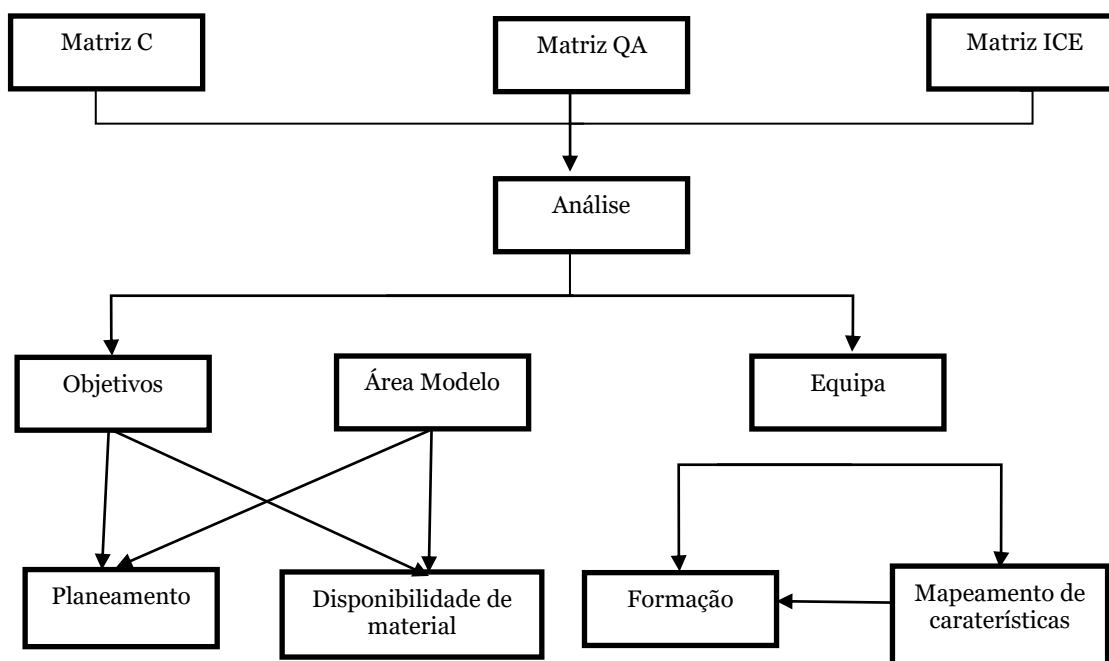 Matriz C
Matriz QA
Matriz ICE
Análise
Objetivos
Área Modelo
Equipa
Planeamento
Disponibilidade de
material
Formação
Mapeamento de
caraterísticas